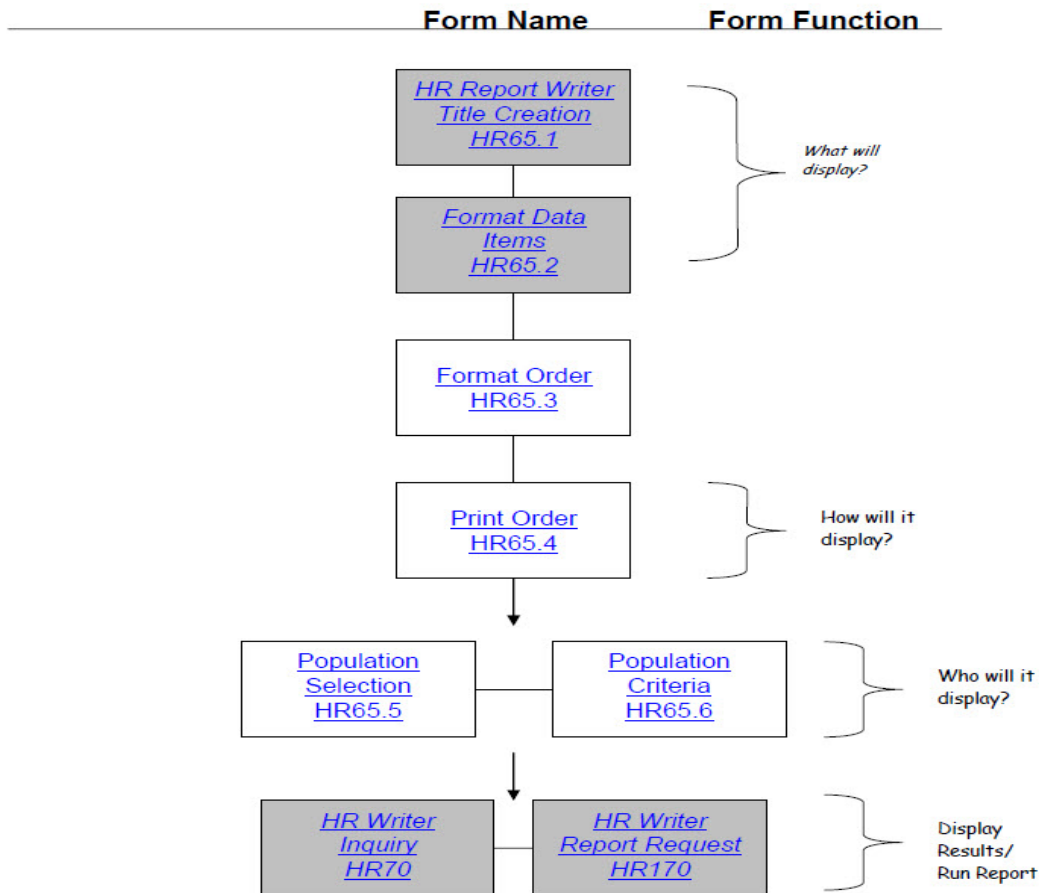 Form Name Form Function
HR Report Writer
Title Creation
HR65.1
What will
display?
Format Data
Items
HR65.2
Format Order
HR65.3
Print Order
HR65.4
How will it
display?
Population
Selection
HR65.5
Population
Criteria
HR65.6
Who will it
display?
HR Writer
Inquiry
HR70
HR Writer
Report Request
HR170
Display
Results/
Run Report